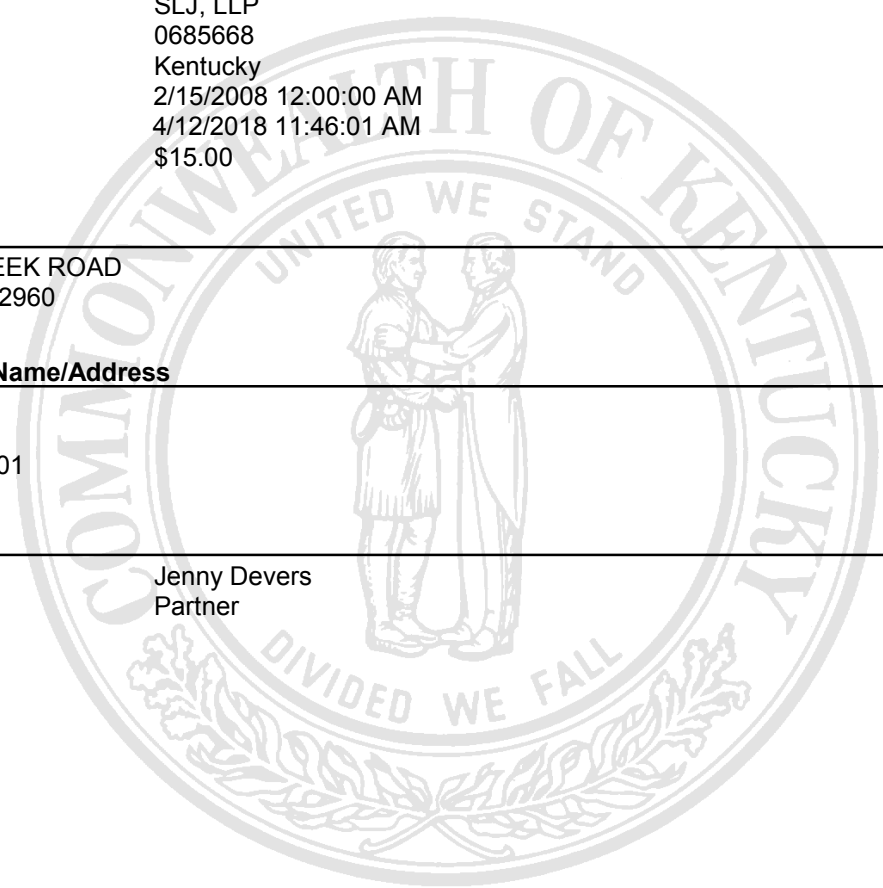 SLJ, LLP
0685668
Kentucky
2/15/2008 12:00:00 AM
4/12/2018 11:46:01 AM
$15.00
EEK ROAD
2960
Name/Address
01
Jenny Devers
Partner
COMMONWEALTH OF KENTUCKY
UNITED WE STAND
DIVIDED WE FALL